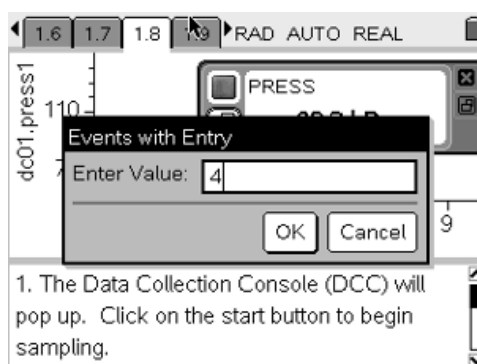 1.6 1.7 1.8 1.9 RAD AUTO REAL
dc01.press1
PRESS
110
Events with Entry
Enter Value: 4
OK Cancel
9
1. The Data Collection Console (DCC) will
pop up. Click on the start button to begin
sampling.